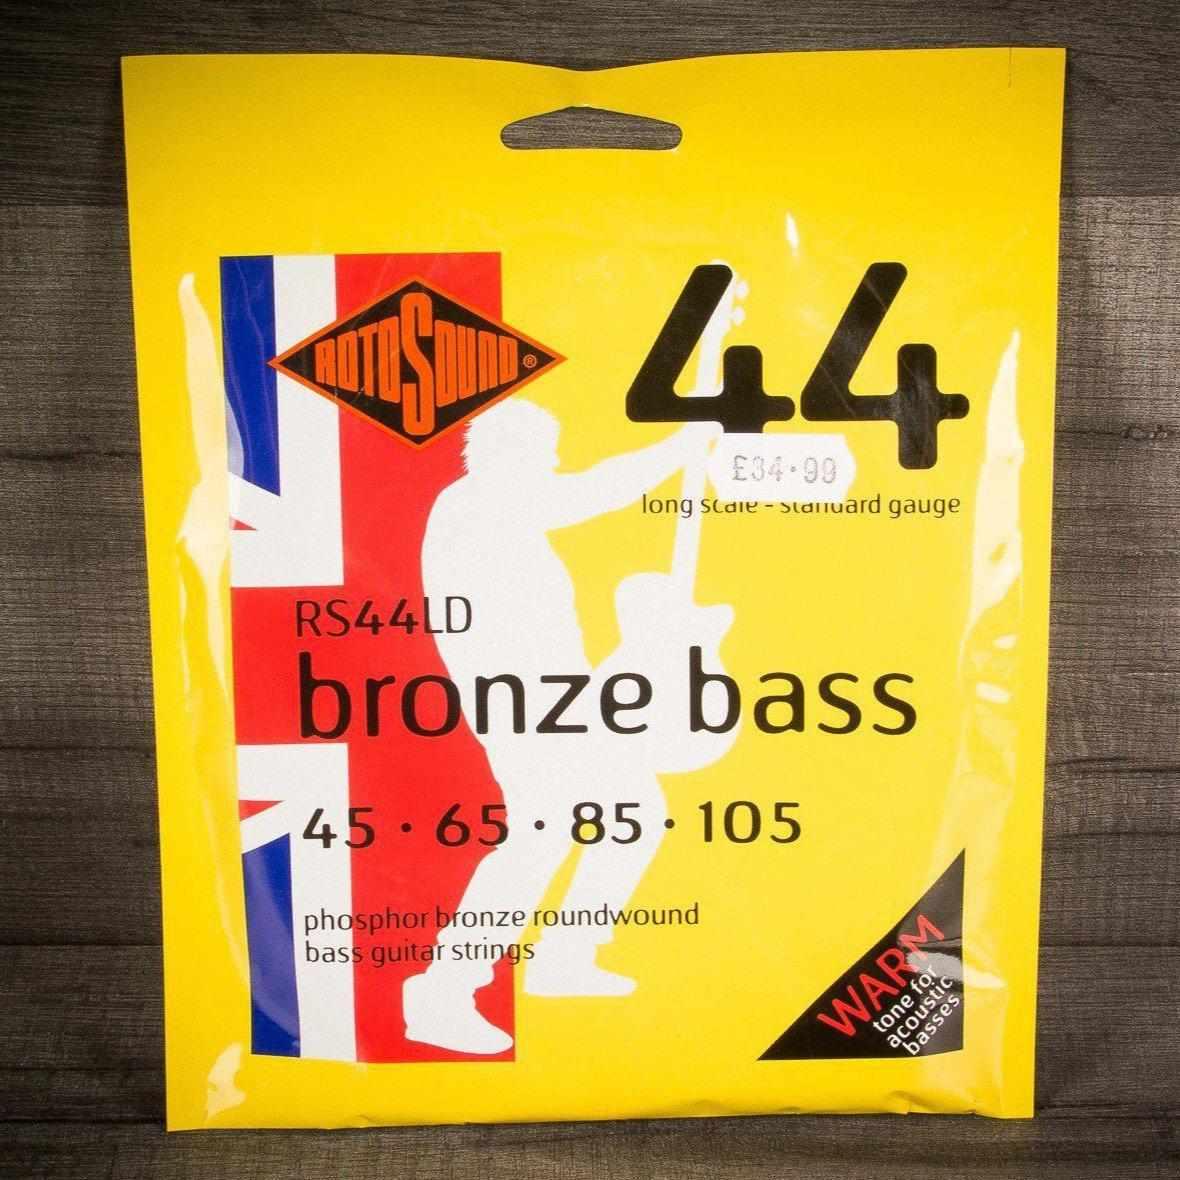 ROTOSOUND®
44
£34.99
long scale - standard gauge
RS44LD
bronze bass
45 · 65 · 85 · 105
phosphor bronze roundwound
bass guitar strings
WARM
tone for
acoustic
basses